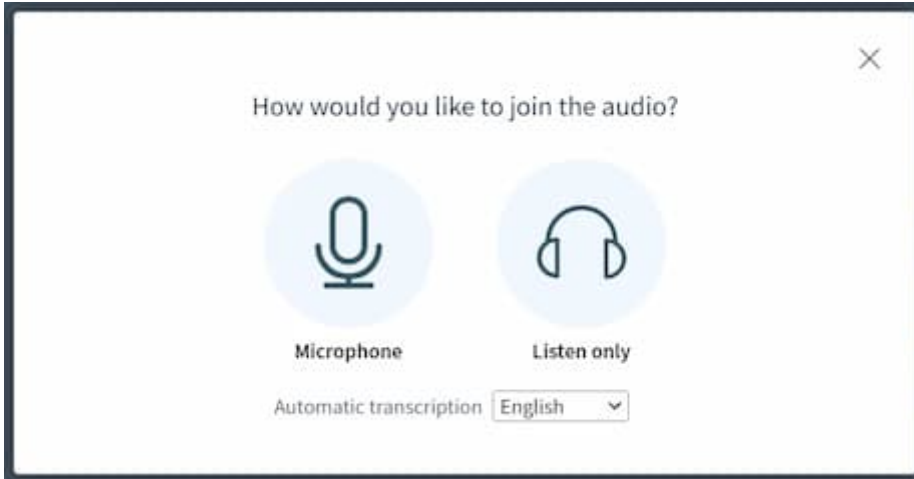 How would you like to join the audio?
Microphone Listen only
Automatic transcription English